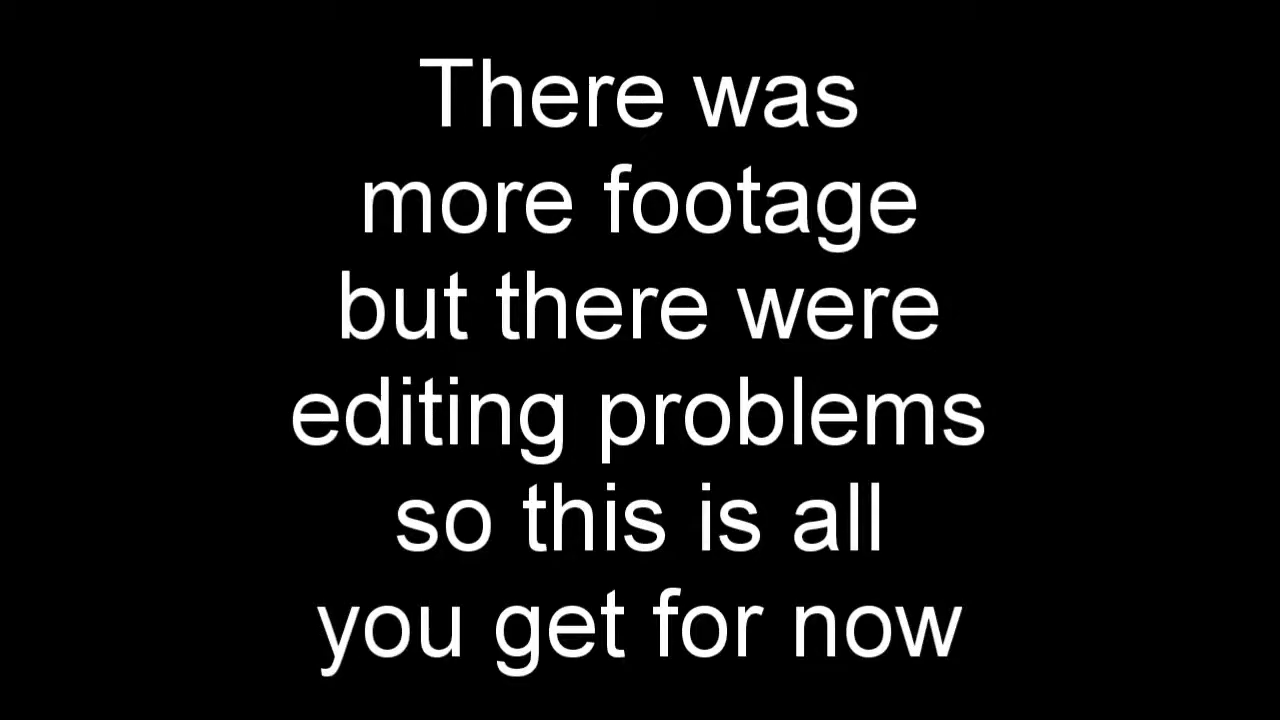 There was
more footage
but there were
editing problems
so this is all
you get for now